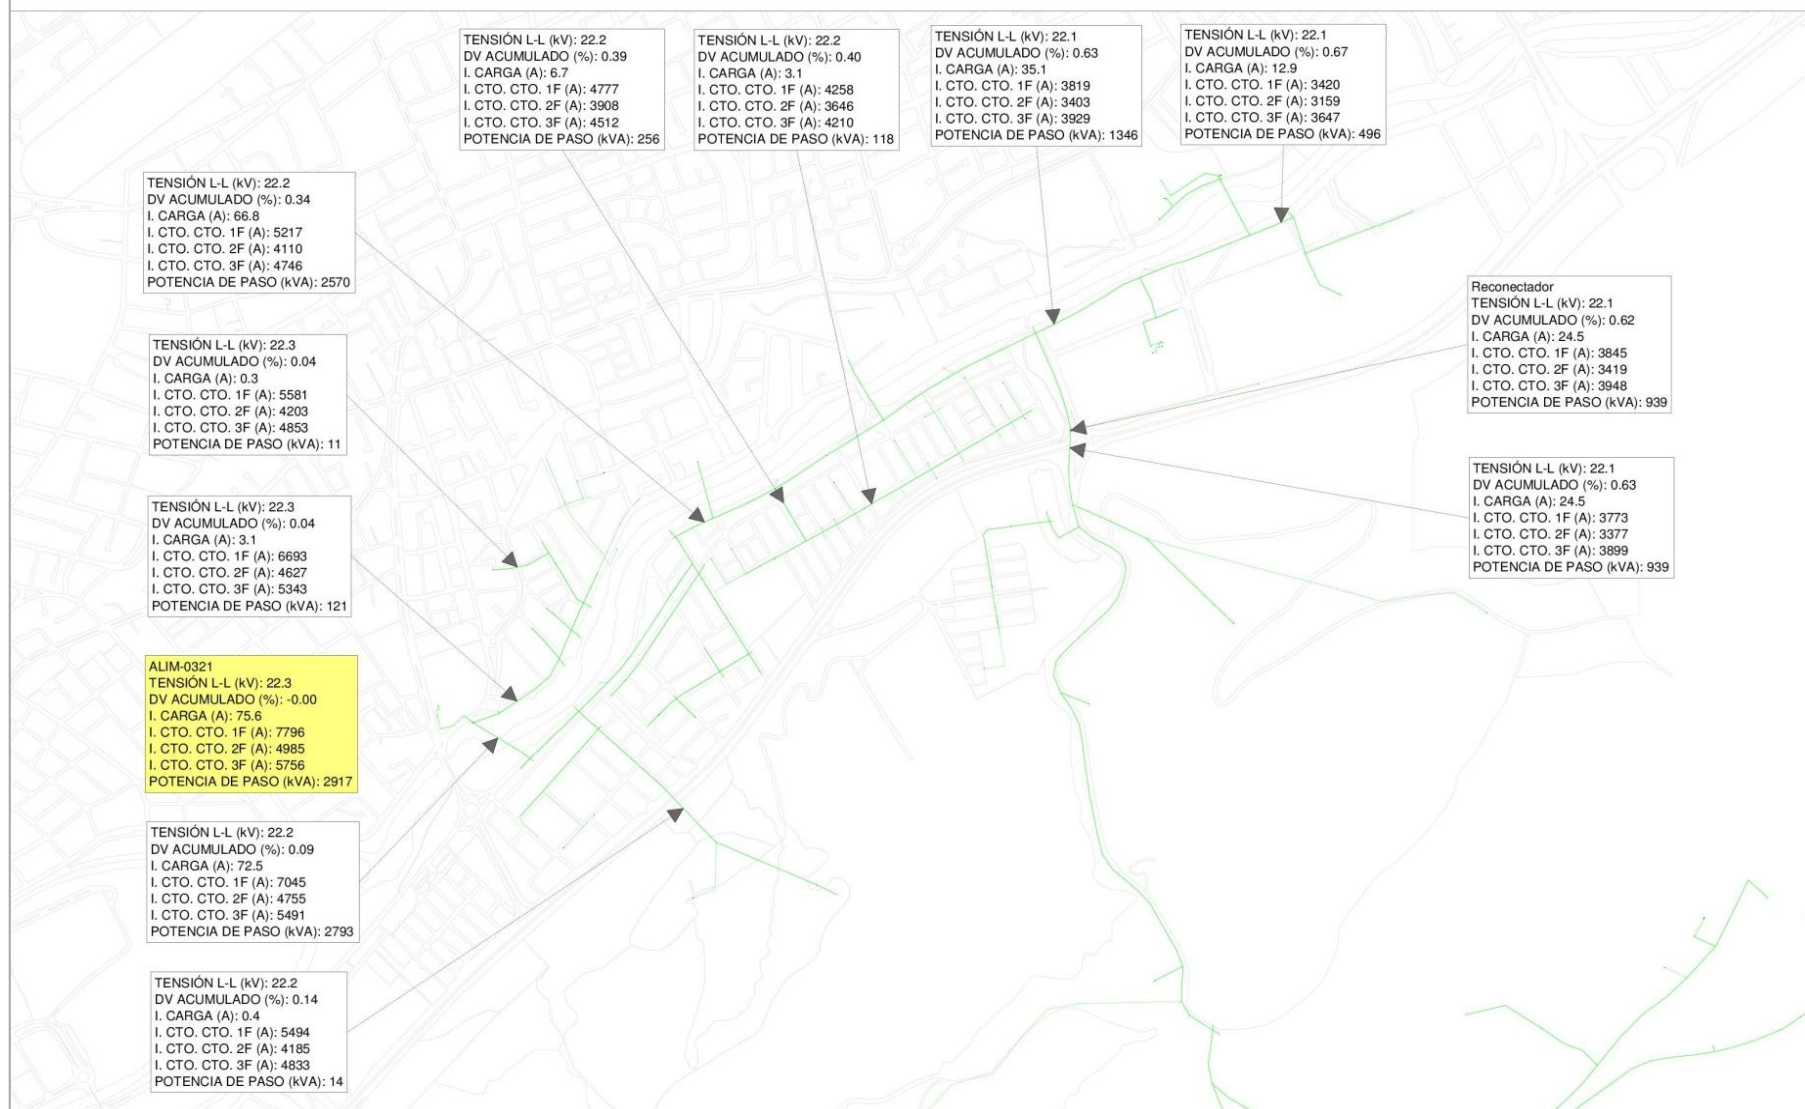 TENSIÓN L-L (kV): 22.2
DV ACUMULADO (%): 0.39
I. CARGA (A): 6.7
I. CTO. CTO. 1F (A): 4777
I. CTO. CTO. 2F (A): 3908
I. CTO. CTO. 3F (A): 4512
POTENCIA DE PASO (kVA): 256
TENSIÓN L-L (kV): 22.2
DV ACUMULADO (%): 0.40
I. CARGA (A): 3.1
I. CTO. CTO. 1F (A): 4258
I. CTO. CTO. 2F (A): 3646
I. CTO. CTO. 3F (A): 4210
POTENCIA DE PASO (kVA): 118
TENSIÓN L-L (kV): 22.1
DV ACUMULADO (%): 0.63
I. CARGA (A): 35.1
I. CTO. CTO. 1F (A): 3819
I. CTO. CTO. 2F (A): 3403
I. CTO. CTO. 3F (A): 3929
POTENCIA DE PASO (kVA): 1346
TENSIÓN L-L (kV): 22.1
DV ACUMULADO (%): 0.67
I. CARGA (A): 12.9
I. CTO. CTO. 1F (A): 3420
I. CTO. CTO. 2F (A): 3159
I. CTO. CTO. 3F (A): 3647
POTENCIA DE PASO (kVA): 496
TENSIÓN L-L (kV): 22.2
DV ACUMULADO (%): 0.34
I. CARGA (A): 66.8
I. CTO. CTO. 1F (A): 5217
I. CTO. CTO. 2F (A): 4110
I. CTO. CTO. 3F (A): 4746
POTENCIA DE PASO (kVA): 2570
Reconectador
TENSIÓN L-L (kV): 22.1
DV ACUMULADO (%): 0.62
I. CARGA (A): 24.5
I. CTO. CTO. 1F (A): 3845
I. CTO. CTO. 2F (A): 3419
I. CTO. CTO. 3F (A): 3948
POTENCIA DE PASO (kVA): 939
TENSIÓN L-L (kV): 22.3
DV ACUMULADO (%): 0.04
I. CARGA (A): 0.3
I. CTO. CTO. 1F (A): 5581
I. CTO. CTO. 2F (A): 4203
I. CTO. CTO. 3F (A): 4853
POTENCIA DE PASO (kVA): 11
TENSIÓN L-L (kV): 22.1
DV ACUMULADO (%): 0.63
I. CARGA (A): 24.5
I. CTO. CTO. 1F (A): 3773
I. CTO. CTO. 2F (A): 3377
I. CTO. CTO. 3F (A): 3899
POTENCIA DE PASO (kVA): 939
TENSIÓN L-L (kV): 22.3
DV ACUMULADO (%): 0.04
I. CARGA (A): 3.1
I. CTO. CTO. 1F (A): 6693
I. CTO. CTO. 2F (A): 4627
I. CTO. CTO. 3F (A): 5343
POTENCIA DE PASO (kVA): 121
ALIM-0321
TENSIÓN L-L (kV): 22.3
DV ACUMULADO (%): -0.00
I. CARGA (A): 75.6
I. CTO. CTO. 1F (A): 7796
I. CTO. CTO. 2F (A): 4985
I. CTO. CTO. 3F (A): 5756
POTENCIA DE PASO (kVA): 2917
TENSIÓN L-L (kV): 22.2
DV ACUMULADO (%): 0.09
I. CARGA (A): 72.5
I. CTO. CTO. 1F (A): 7045
I. CTO. CTO. 2F (A): 4755
I. CTO. CTO. 3F (A): 5491
POTENCIA DE PASO (kVA): 2793
TENSIÓN L-L (kV): 22.2
DV ACUMULADO (%): 0.14
I. CARGA (A): 0.4
I. CTO. CTO. 1F (A): 5494
I. CTO. CTO. 2F (A): 4185
I. CTO. CTO. 3F (A): 4833
POTENCIA DE PASO (kVA): 14